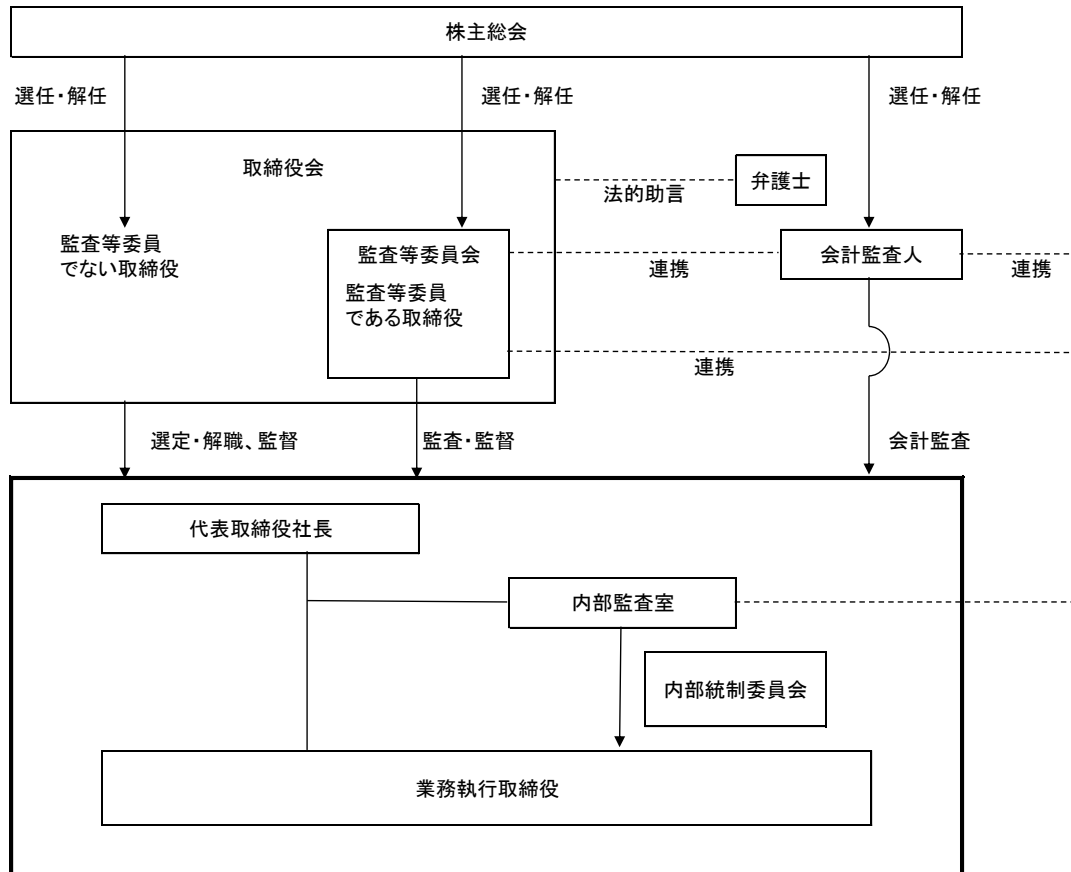 株主総会
選任・解任
選任・解任
選任・解任
取締役会
弁護士
法的助言
監査等委員
でない取締役
監査等委員会
監査等委員
である取締役
連携
会計監査人
連携
連携
選定・解職、監督
監査・監督
会計監査
代表取締役社長
内部監査室
内部統制委員会
業務執行取締役